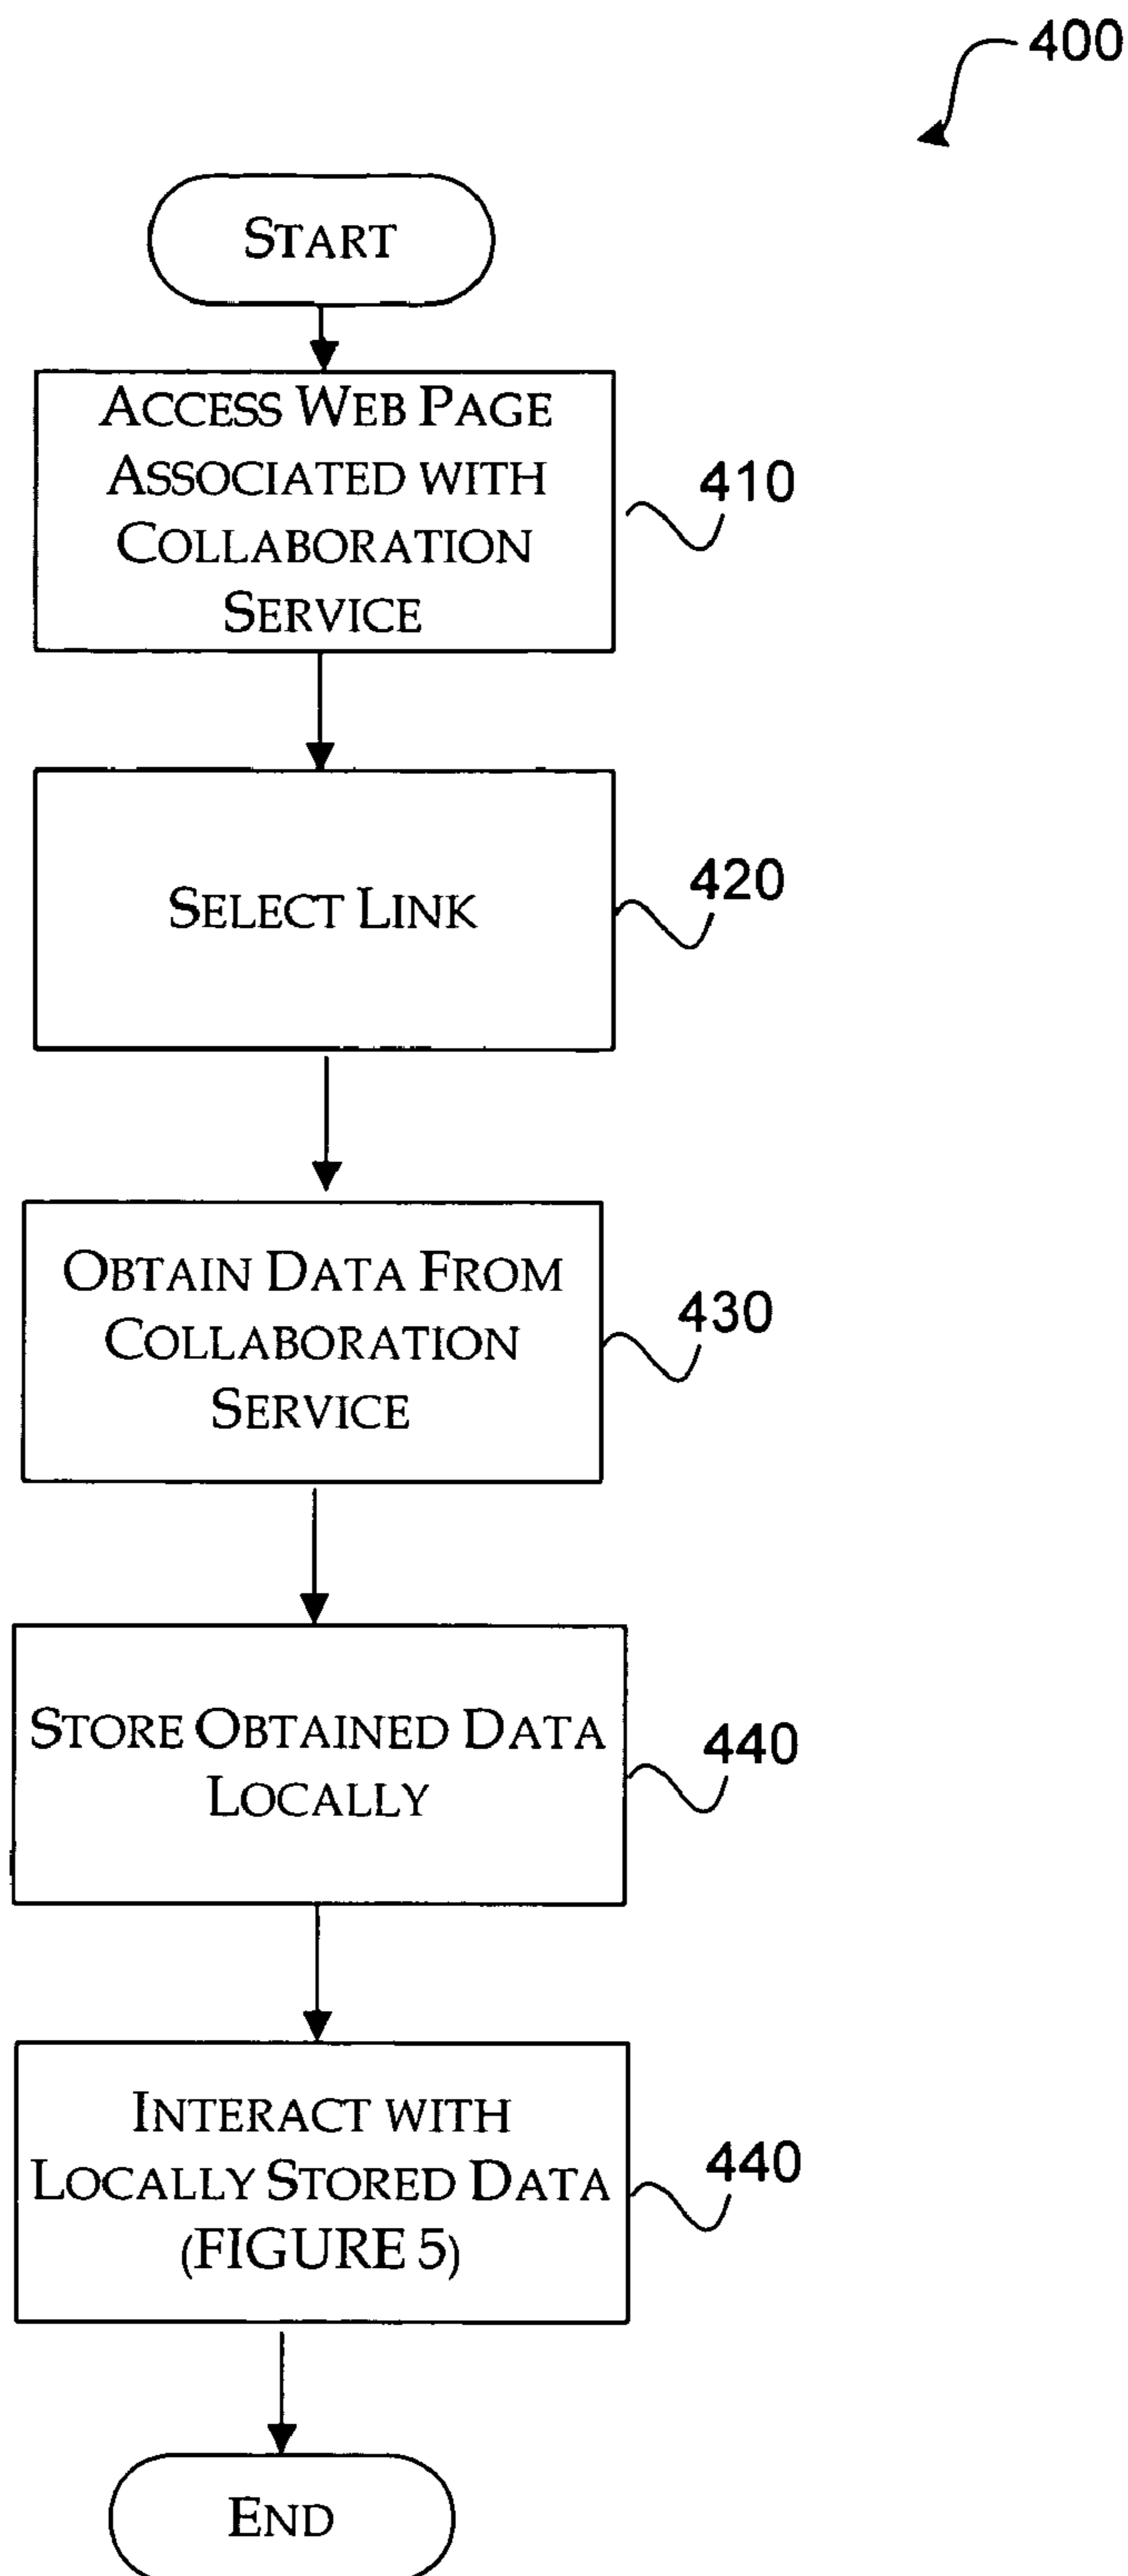 400
START
ACCESS WEB PAGE
ASSOCIATED WITH
COLLABORATION
SERVICE
410
SELECT LINK
420
OBTAIN DATA FROM
COLLABORATION
SERVICE
430
STORE OBTAINED DATA
LOCALLY
440
INTERACT WITH
LOCALLY STORED DATA
(FIGURE 5)
440
END